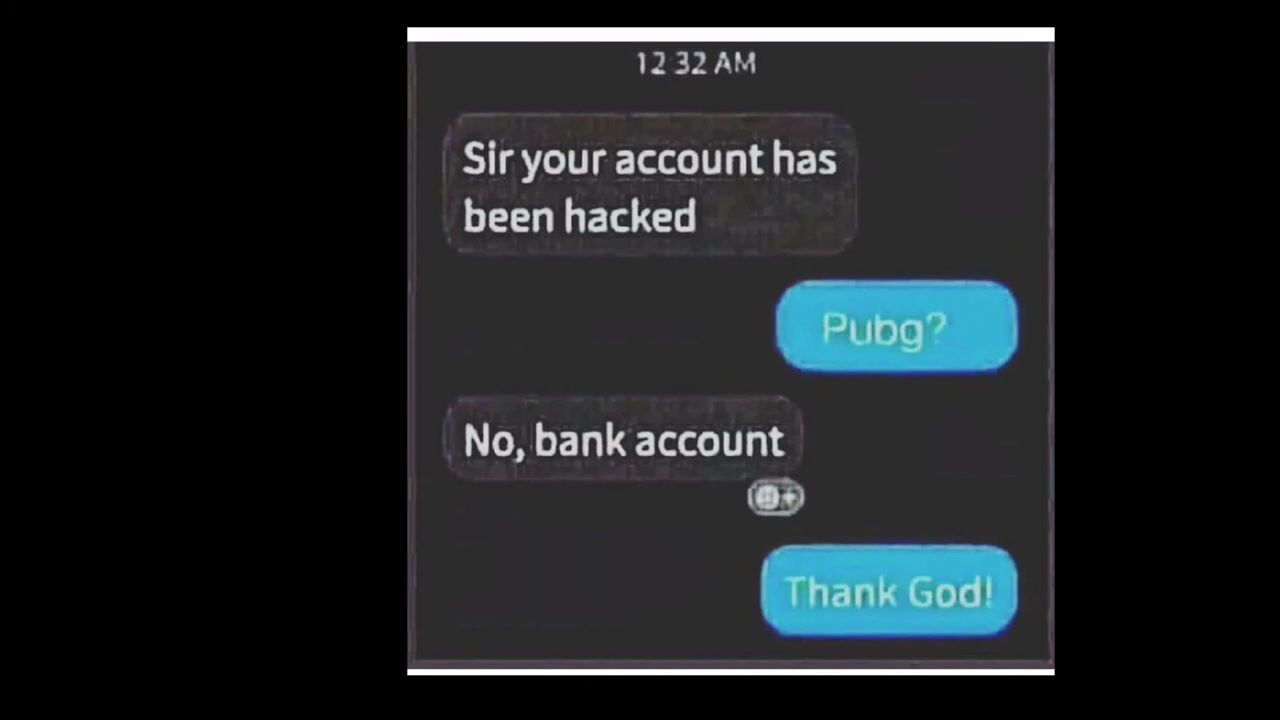 12 32 AM
Sir your account has
been hacked
Pubg?
No, bank account
Thank God!